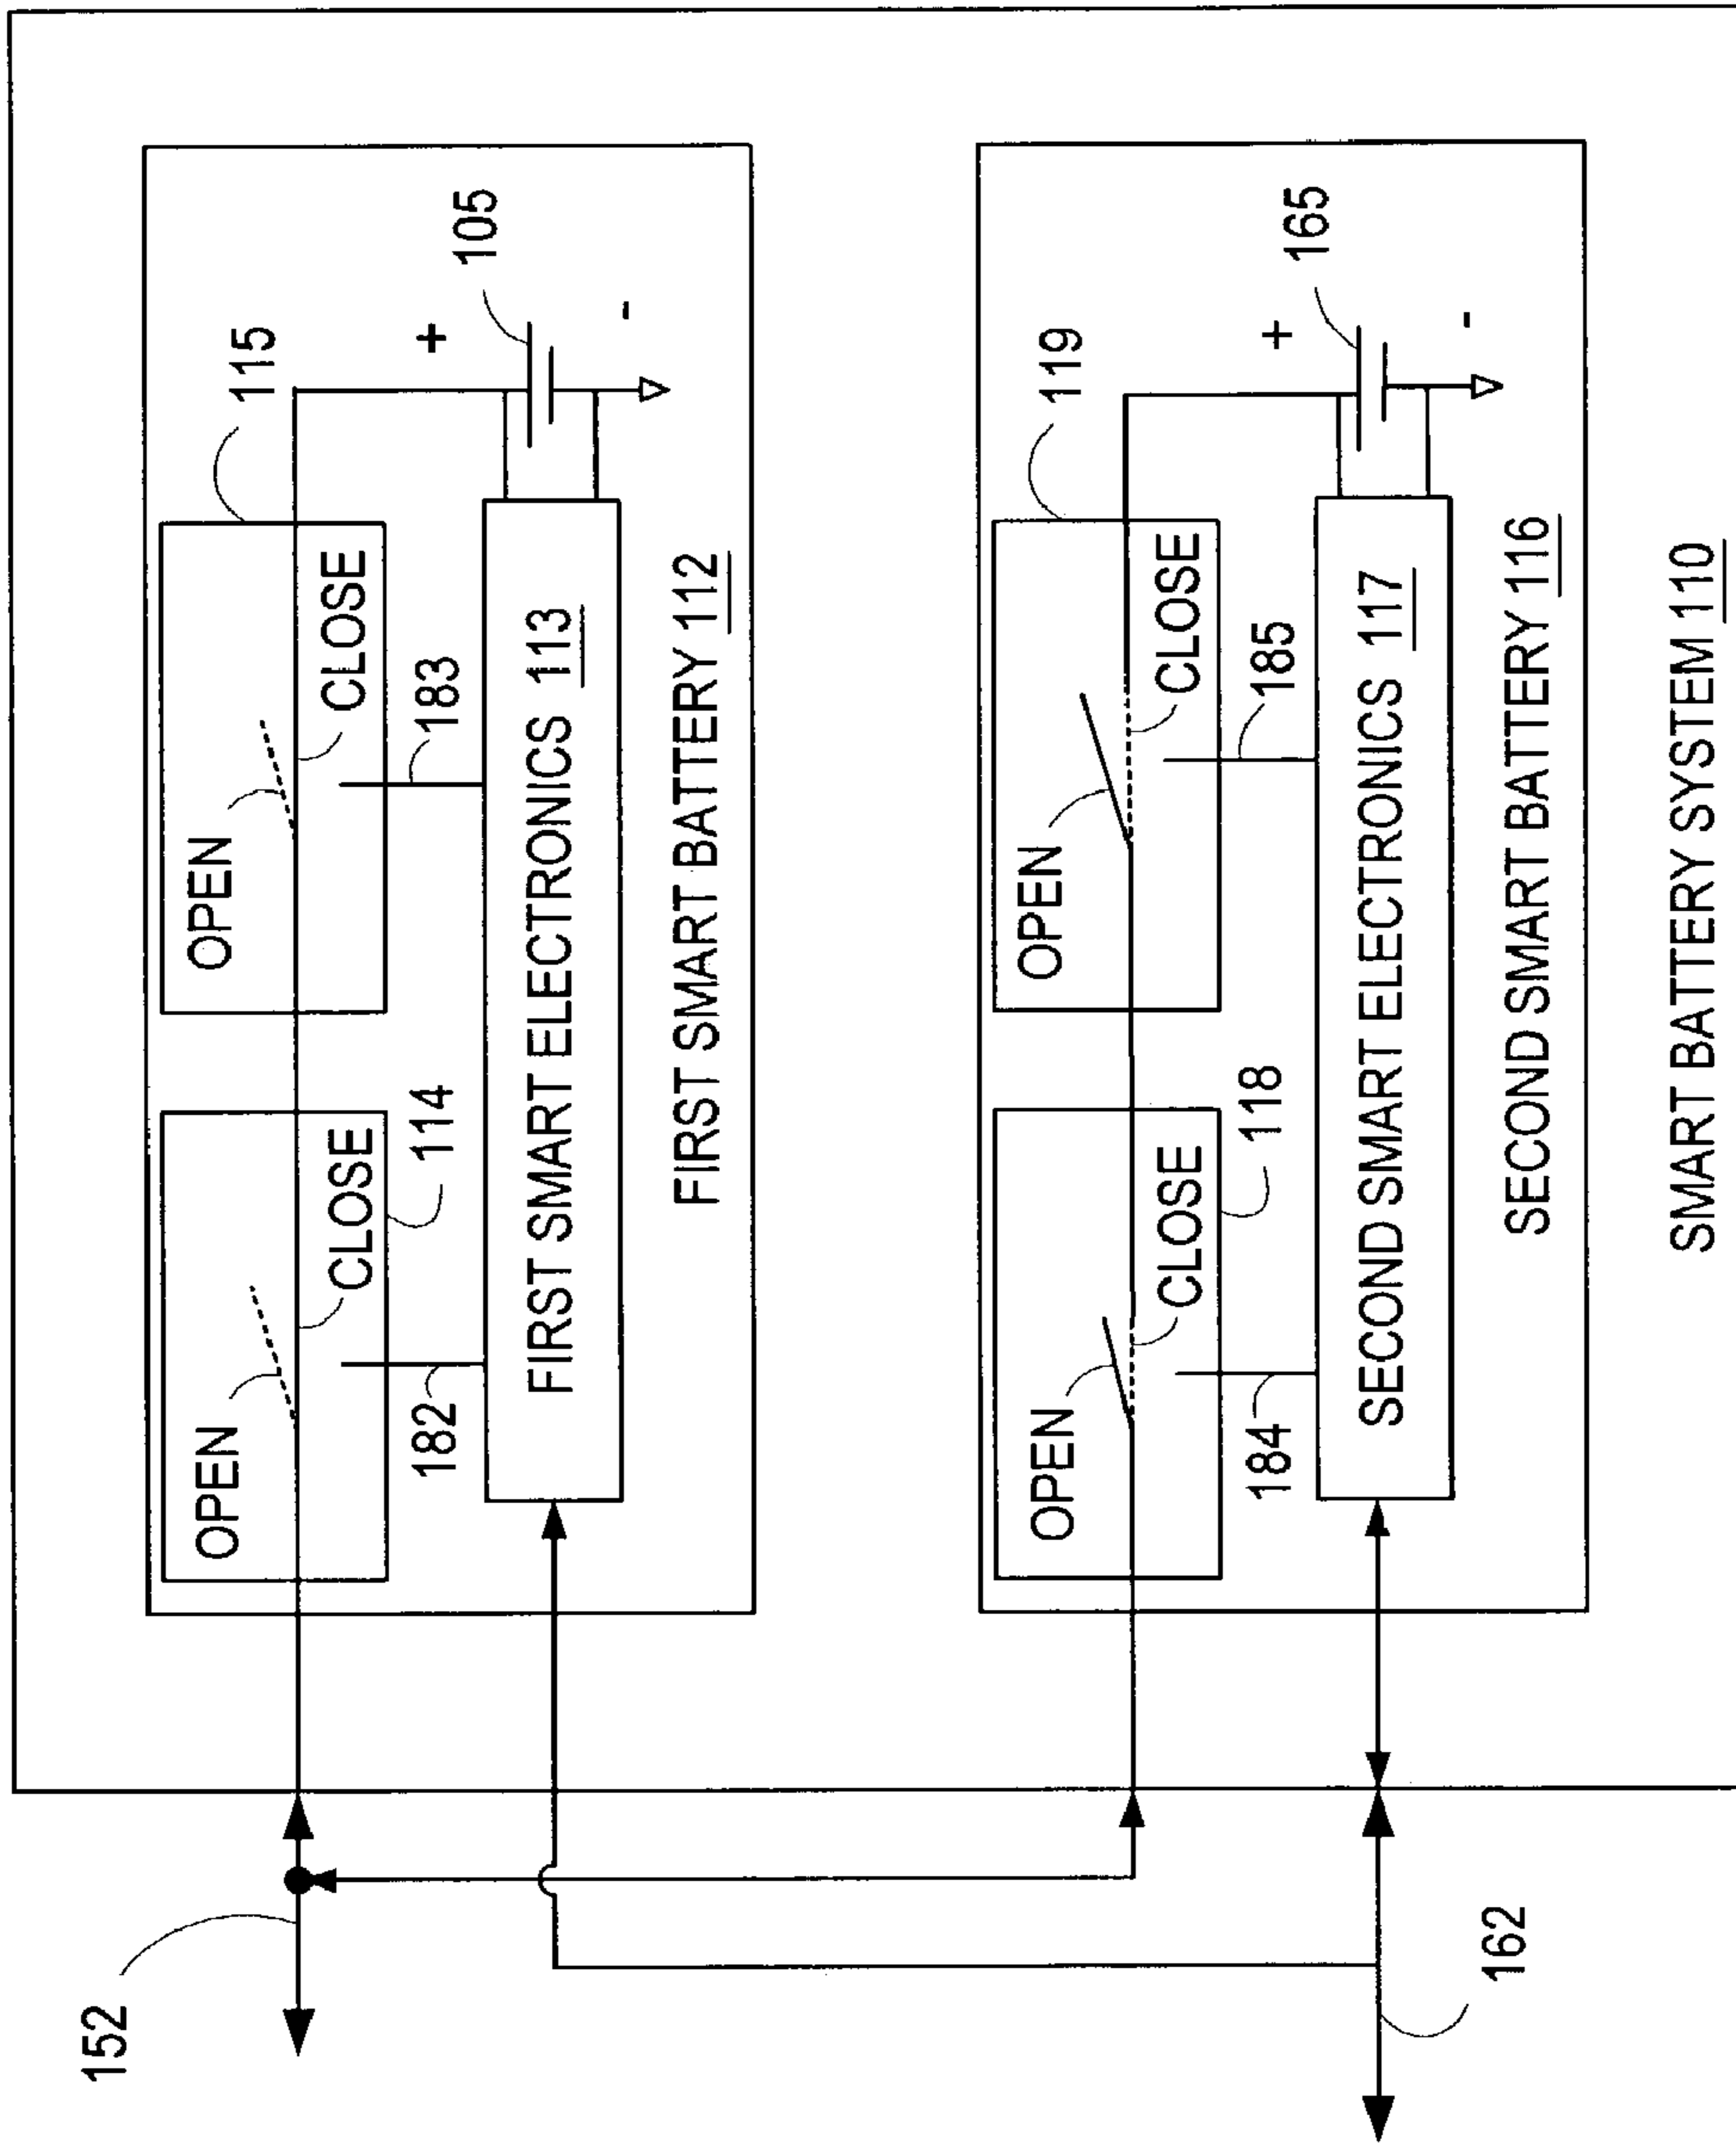 152
OPEN
OPEN
115
CLOSE
CLOSE
114
+
105
-
182
183
FIRST SMART ELECTRONICS 113
FIRST SMART BATTERY 112
OPEN
OPEN
119
CLOSE
CLOSE
118
+
165
-
184
185
SECOND SMART ELECTRONICS 117
162
SECOND SMART BATTERY 116
SMART BATTERY SYSTEM 110